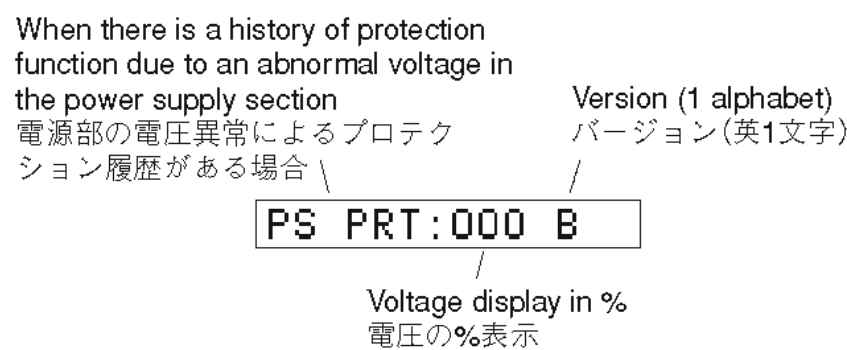 When there is a history of protection
function due to an abnormal voltage in
the power supply section
電源部の電圧異常によるプロテク
ション履歴がある場合
Version (1 alphabet)
バージョン(英1文字)
PS PRT:000 B
Voltage display in %
電圧の%表示